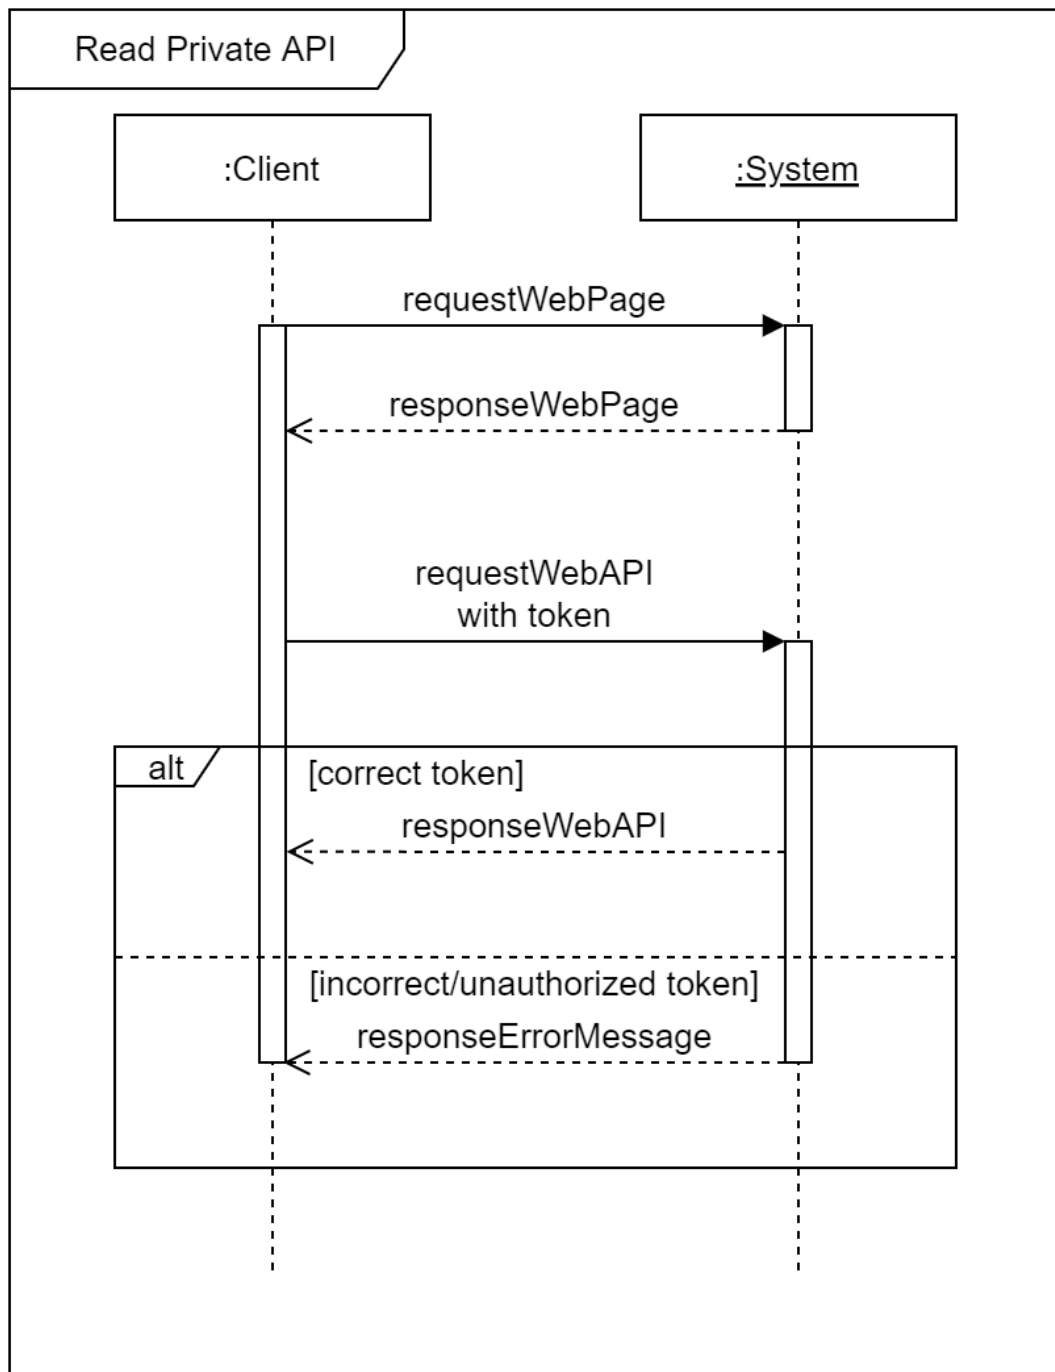 Read Private API
:Client
:System
requestWebPage
responseWebPage
requestWebAPI
with token
alt
[correct token]
responseWebAPI
[incorrect/unauthorized token]
responseErrorMessage